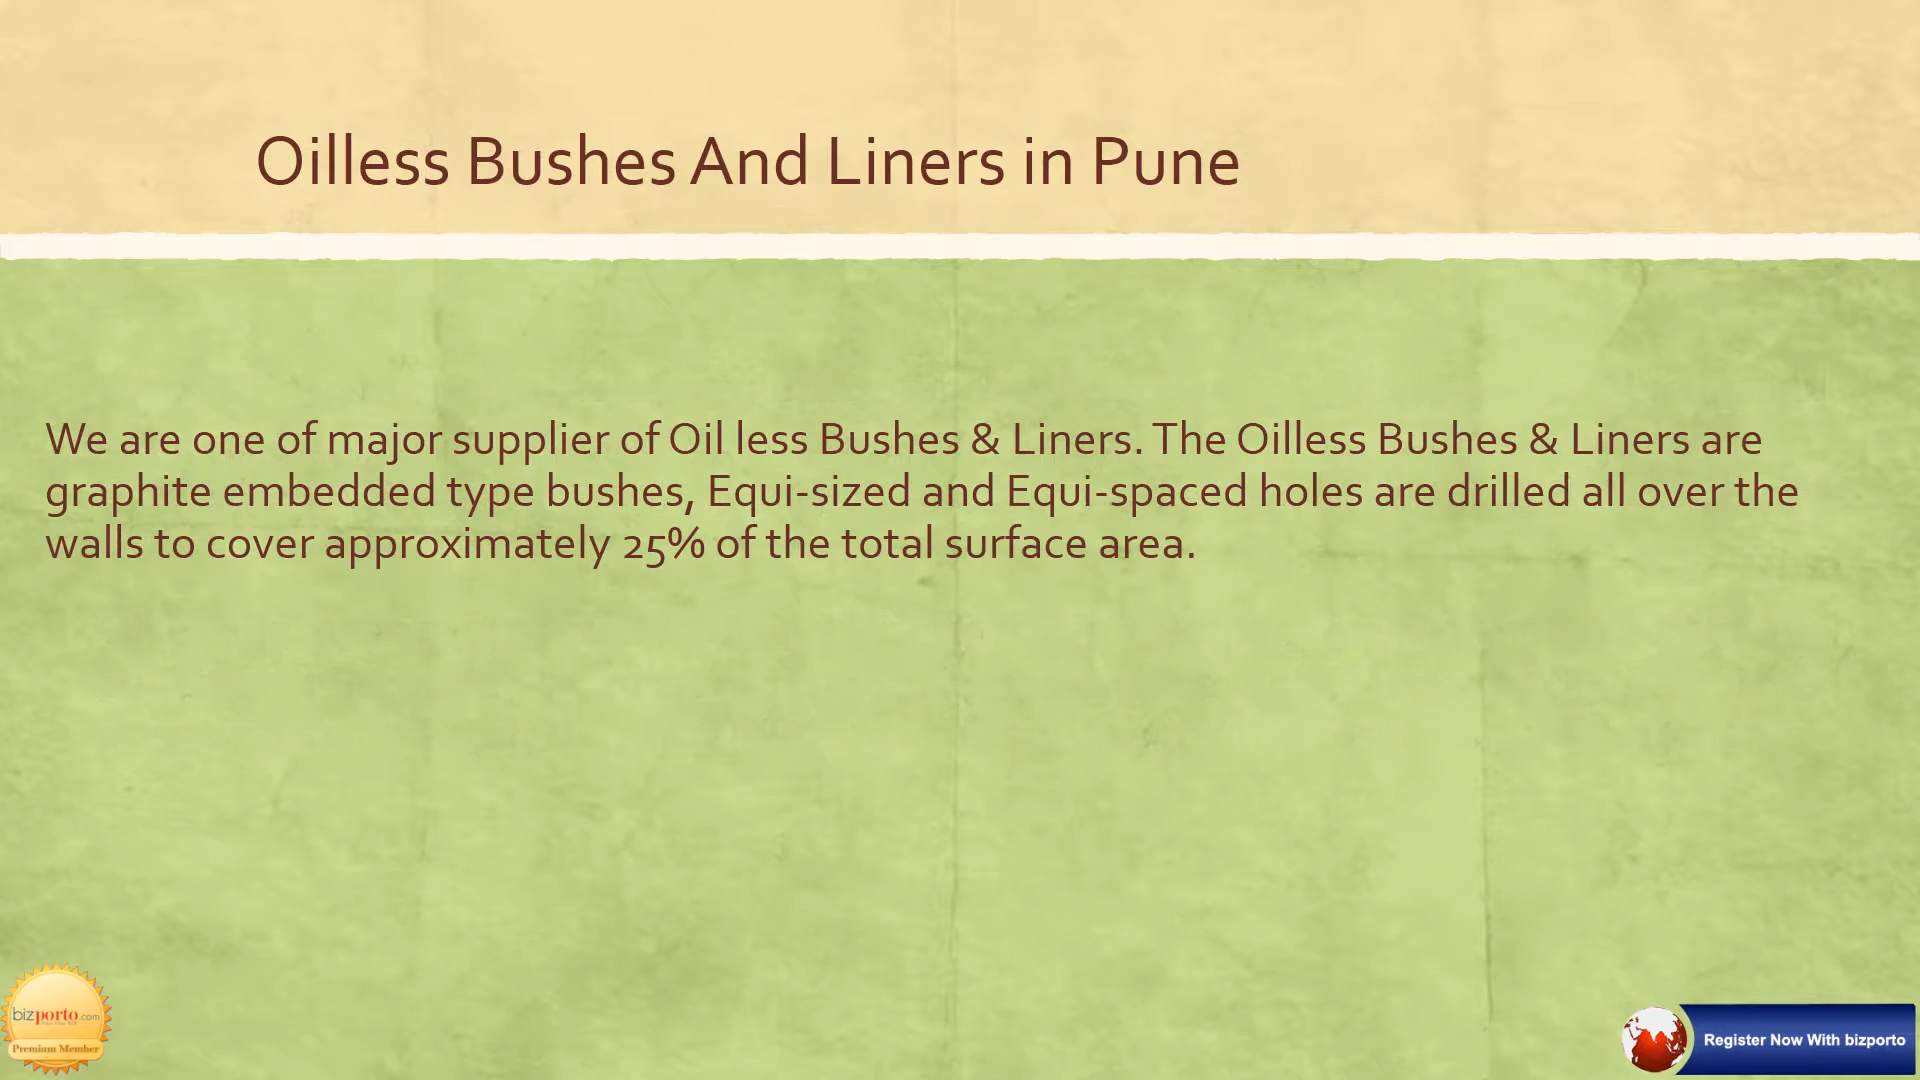 Oilless Bushes And Liners in Pune
We are one of major supplier of Oil less Bushes & Liners. The Oilless Bushes & Liners are
graphite embedded type bushes, Equi-sized and Equi-spaced holes are drilled all over the
walls to cover approximately 25% of the total surface area.
bizporto.com
Premium Member
Register Now With bizporto